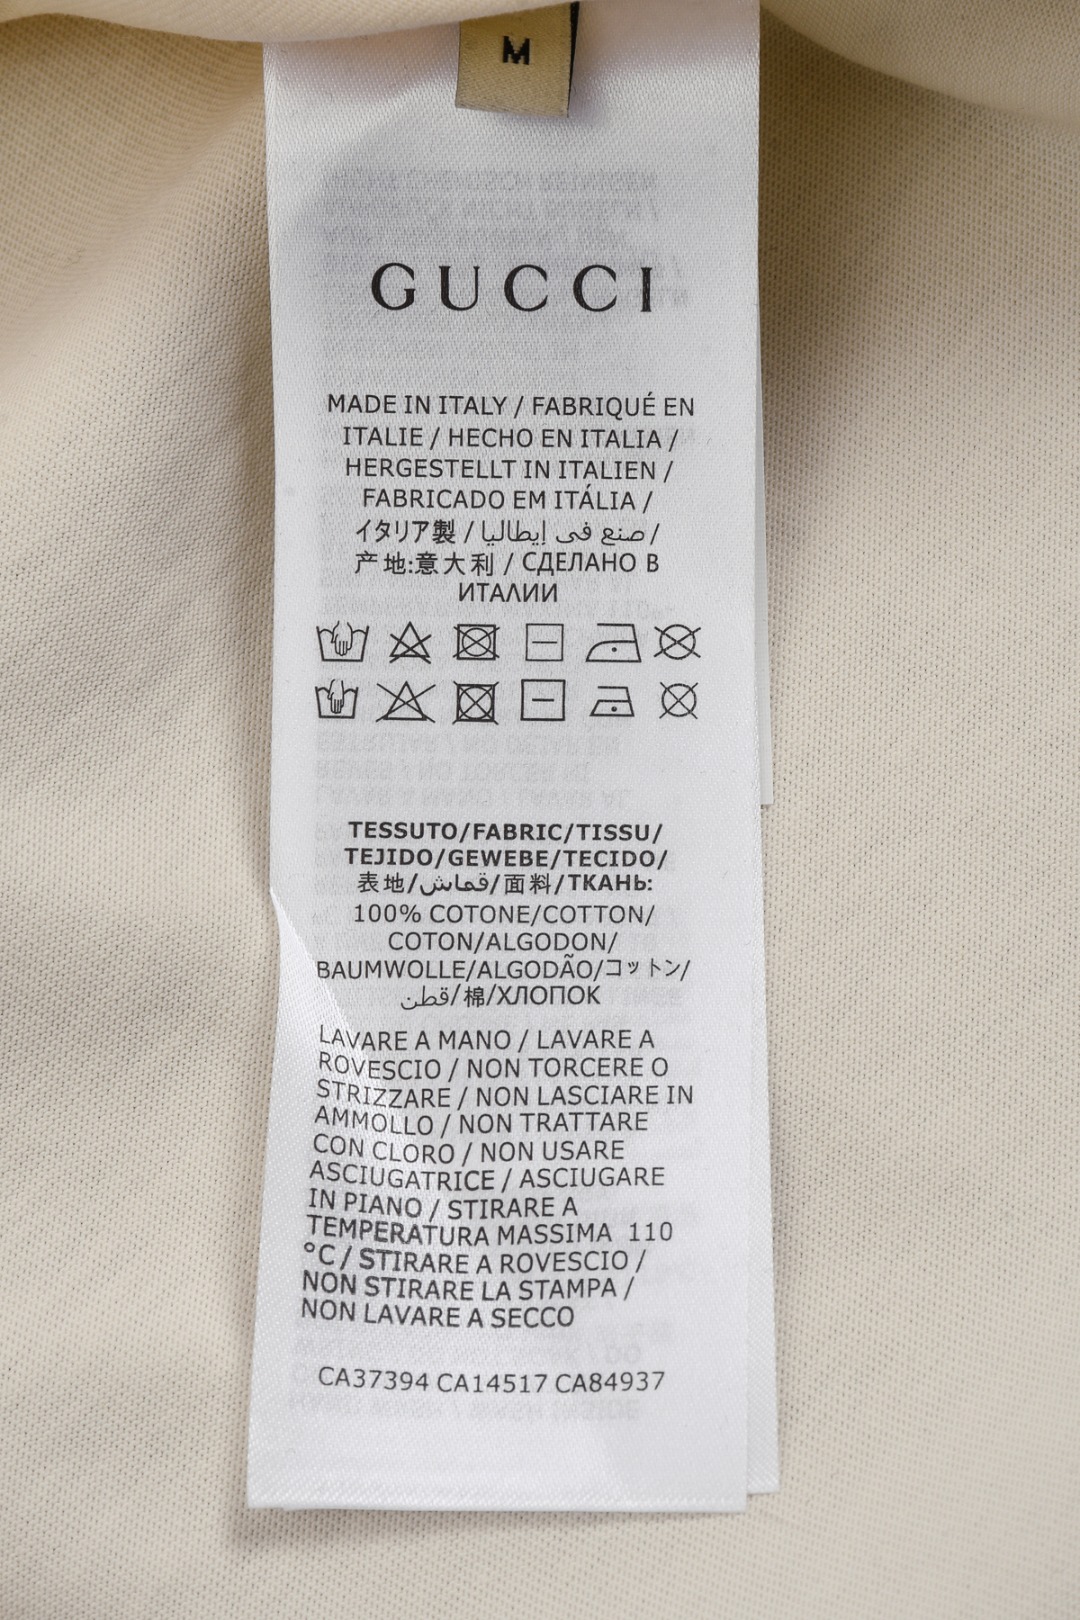 M
GUCCI
MADE IN ITALY / FABRIQUÉ EN
ITALIE / HECHO EN ITALIA /
HERGESTELLT IN ITALIEN /
FABRICADO EM ITÁLIA /
イタリア製 / صنع في إيطاليا /
产地:意大利 / СДЕЛАНО В
ИТАЛИИ
TESSUTO/FABRIC/TISSU/
TEJIDO/GEWEBE/TECIDO/
表地/قماش/面料/ТКАНЬ:
100% COTONE/COTTON/
COTON/ALGODON/
BAUMWOLLE/ALGODÃO/コットン/
قطن/棉/ХЛОПОК
LAVARE A MANO / LAVARE A
ROVESCIO / NON TORCERE O
STRIZZARE / NON LASCIARE IN
AMMOLLO / NON TRATTARE
CON CLORO / NON USARE
ASCIUGATRICE / ASCIUGARE
IN PIANO / STIRARE A
TEMPERATURA MASSIMA 110
°C / STIRARE A ROVESCIO /
NON STIRARE LA STAMPA /
NON LAVARE A SECCO
CA37394 CA14517 CA84937